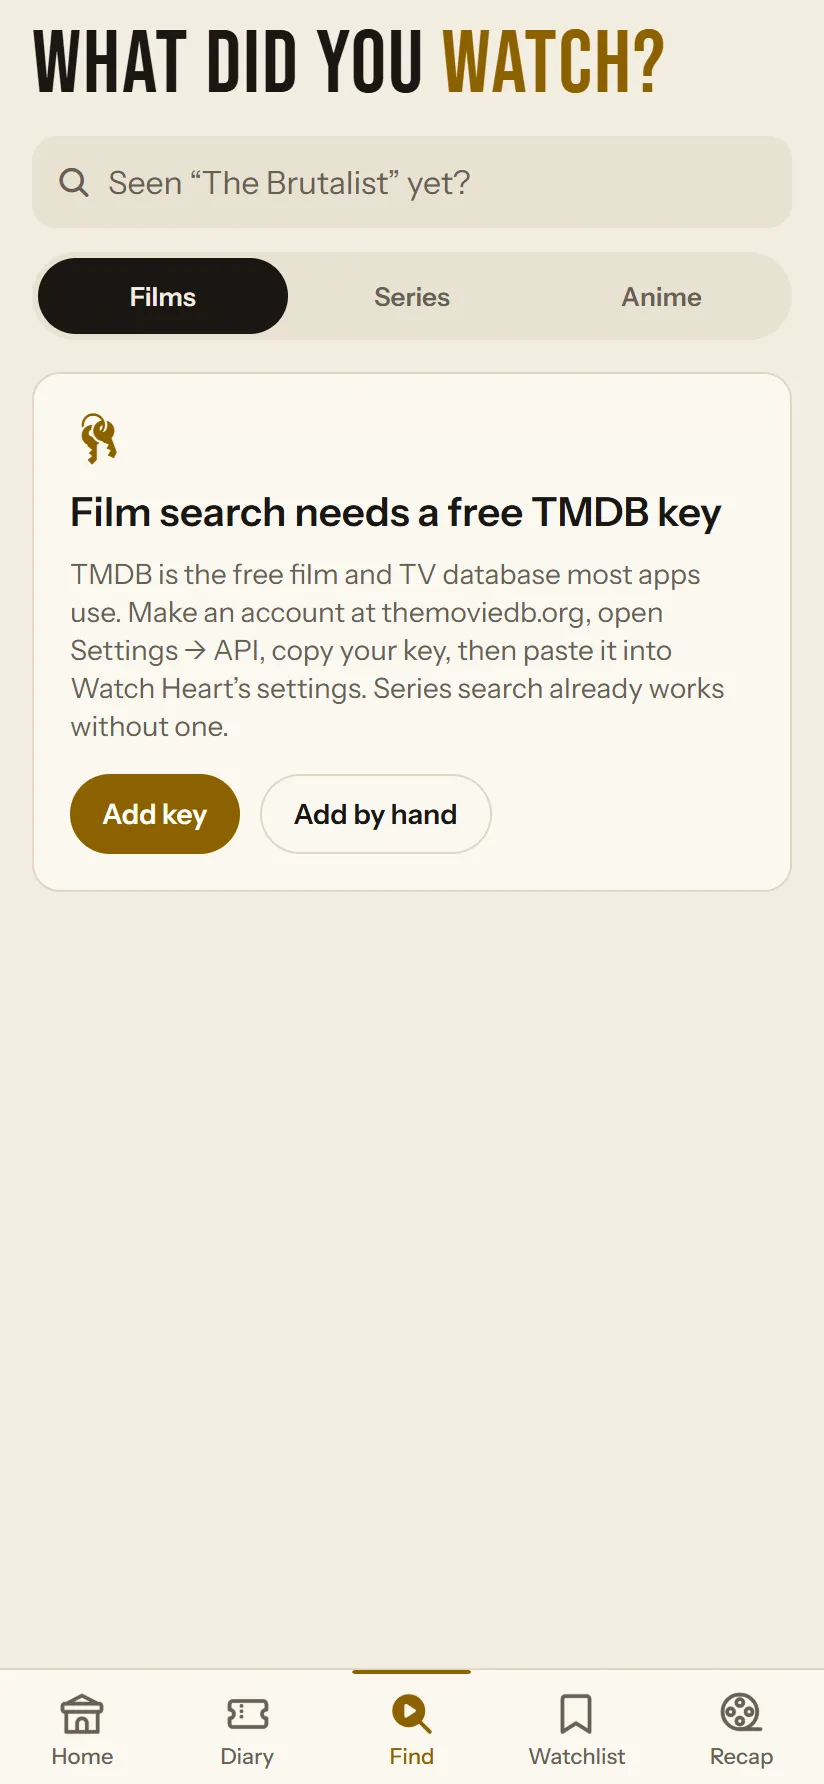 WHAT DID YOU WATCH?
Seen “The Brutalist” yet?
Films
Series
Anime
Film search needs a free TMDB key
TMDB is the free film and TV database most apps
use. Make an account at themoviedb.org, open
Settings → API, copy your key, then paste it into
Watch Heart’s settings. Series search already works
without one.
Add key
Add by hand
Home
Diary
Find
Watchlist
Recap